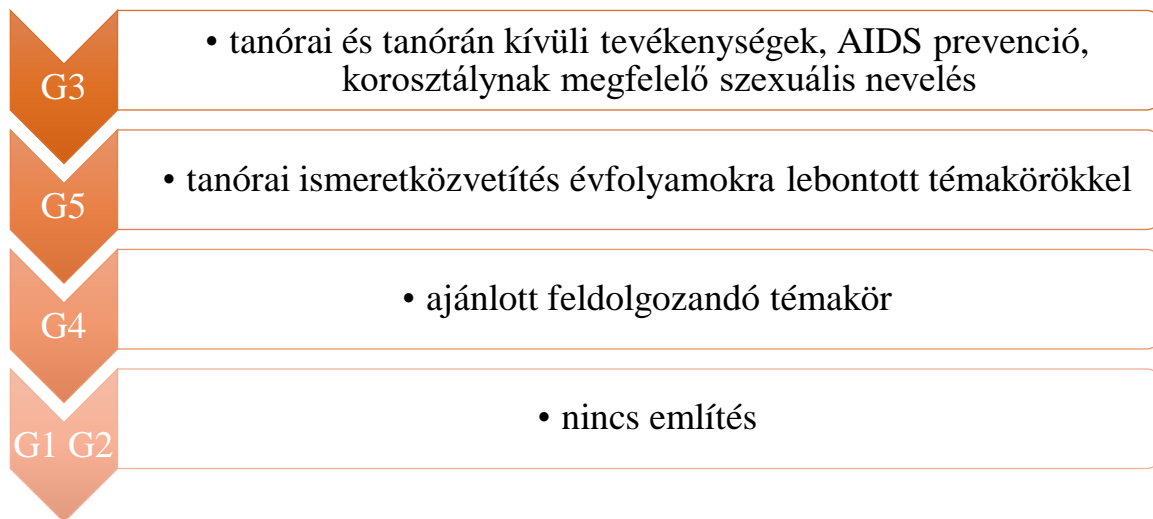 G3
• tanórai és tanórán kívüli tevékenységek, AIDS prevenció,
korosztálynak megfelelő szexuális nevelés
G5
• tanórai ismeretközvetítés évfolyamokra lebontott témakörökkel
G4
• ajánlott feldolgozandó témakör
G1 G2
• nincs említés